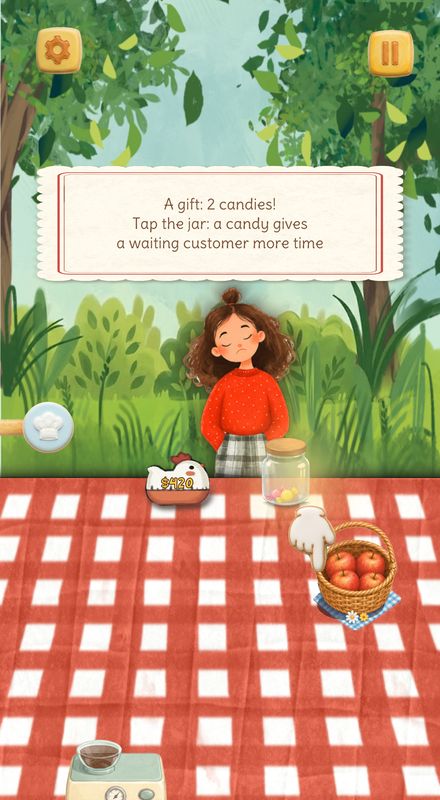 A gift: 2 candies!
Tap the jar: a candy gives
a waiting customer more time
$420